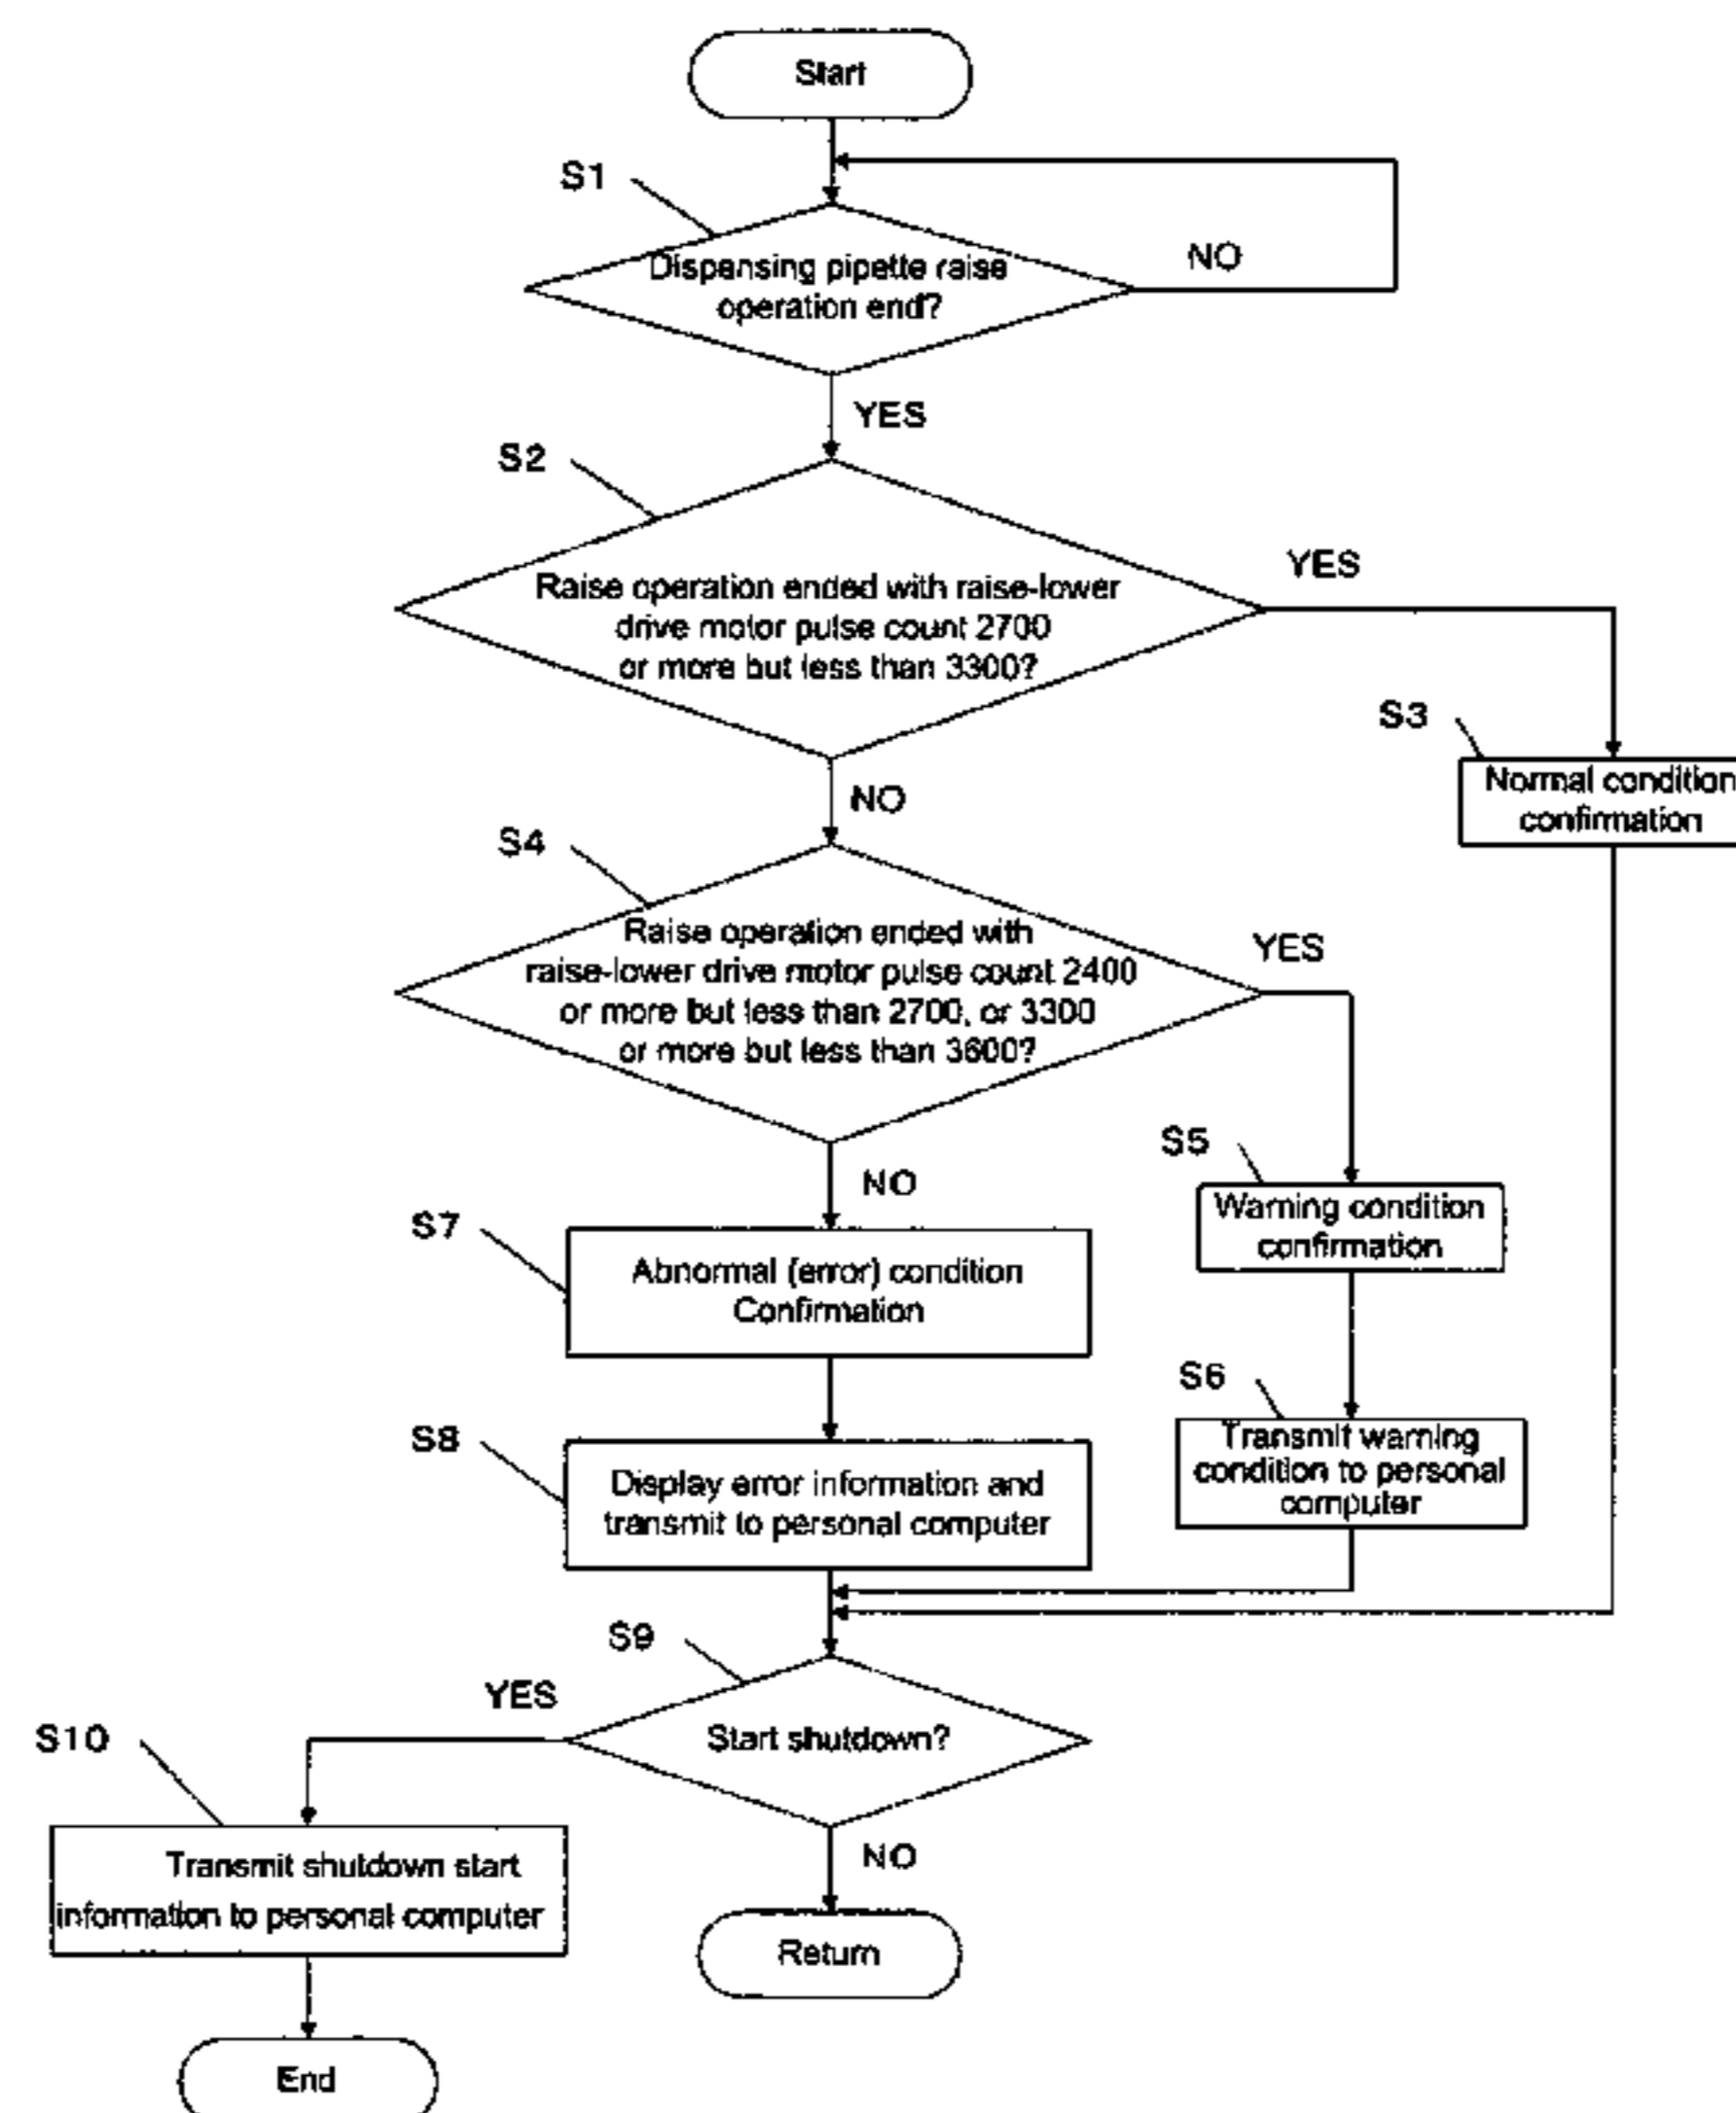 Start
S1
Dispensing pipette raise
operation end?
NO
YES
S2
Raise operation ended with raise-lower
drive motor pulse count 2700
or more but less than 3300?
YES
S3
Normal condition
confirmation
NO
S4
Raise operation ended with
raise-lower drive motor pulse count 2400
or more but less than 2700, or 3300
or more but less than 3600?
YES
S5
Warning condition
confirmation
NO
S7
Abnormal (error) condition
Confirmation
S6
Transmit warning
condition to personal
computer
S8
Display error information and
transmit to personal computer
S9
YES
Start shutdown?
S10
Transmit shutdown start
information to personal computer
NO
Return
End